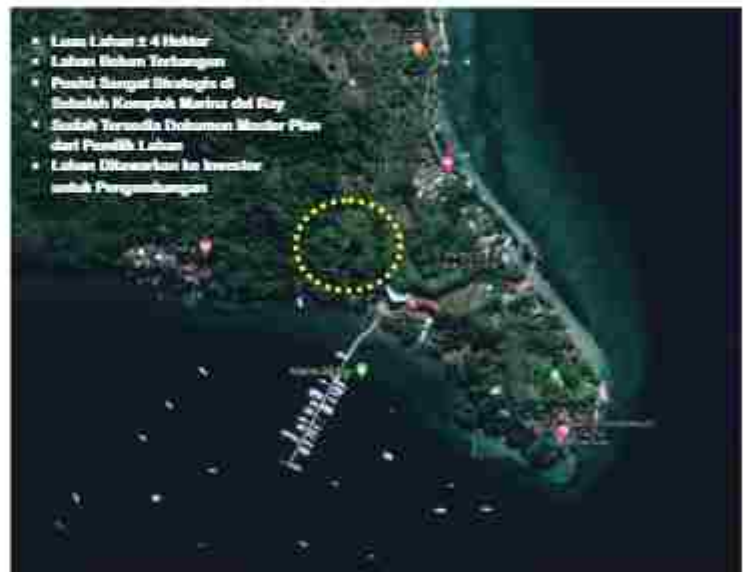 • Luas Lahan ± 4 Hektar
• Lahan Belum Terbangun
• Posisi Sangat Strategis di
Sebelah Komplek Marina del Ray
• Sudah Tersedia Dokumen Master Plan
dari Pemilik Lahan
• Lahan Ditawarkan ke Investor
untuk Pengembangan